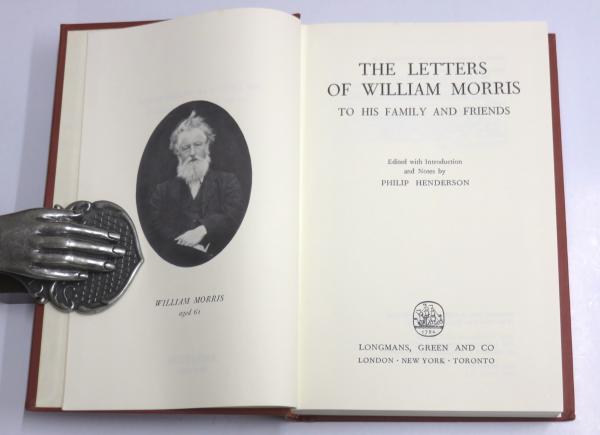 WILLIAM MORRIS
aged 61
THE LETTERS
OF WILLIAM MORRIS
TO HIS FAMILY AND FRIENDS
Edited with Introduction
and Notes by
PHILIP HENDERSON
LONGMANS, GREEN AND CO
LONDON · NEW YORK · TORONTO